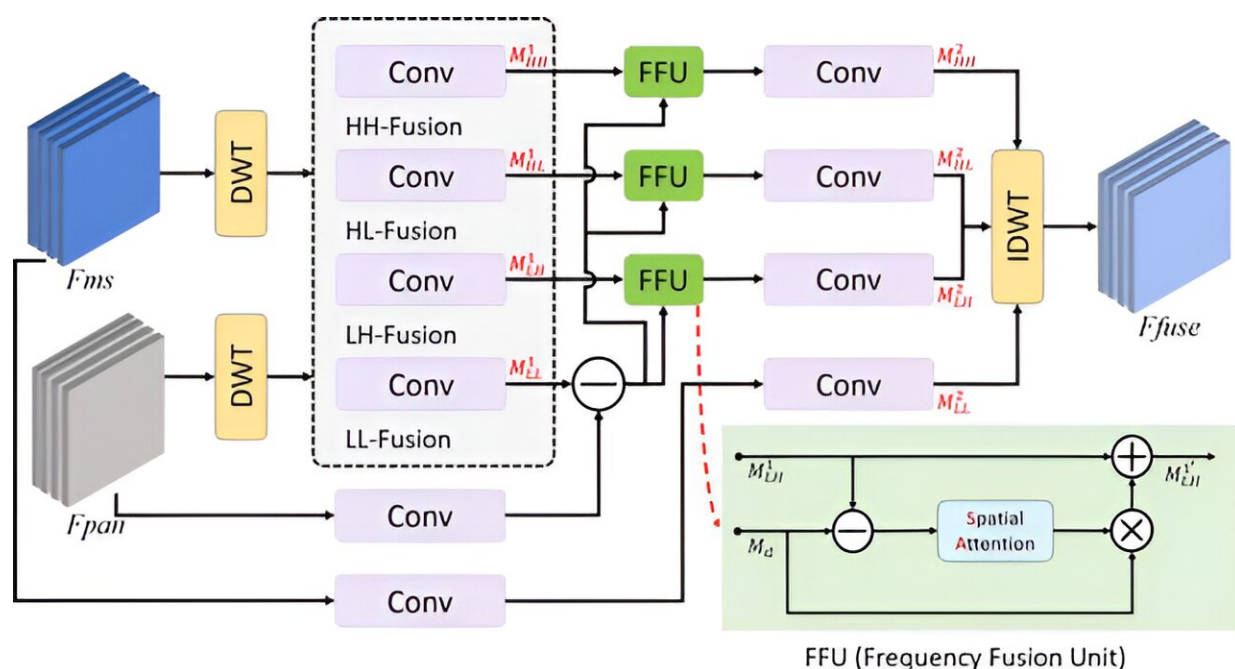 Conv
M¹HH
FFU
Conv
M²HH
HH-Fusion
DWT
Conv
M¹HL
FFU
Conv
M²HL
HL-Fusion
Fms
Conv
M¹LH
FFU
Conv
M²LH
IDWT
Ffuse
LH-Fusion
DWT
Conv
M¹LL
Conv
M²LL
LL-Fusion
Fpan
Conv
Conv
M¹LH
M¹'LH
Spatial
Attention
Md
FFU (Frequency Fusion Unit)